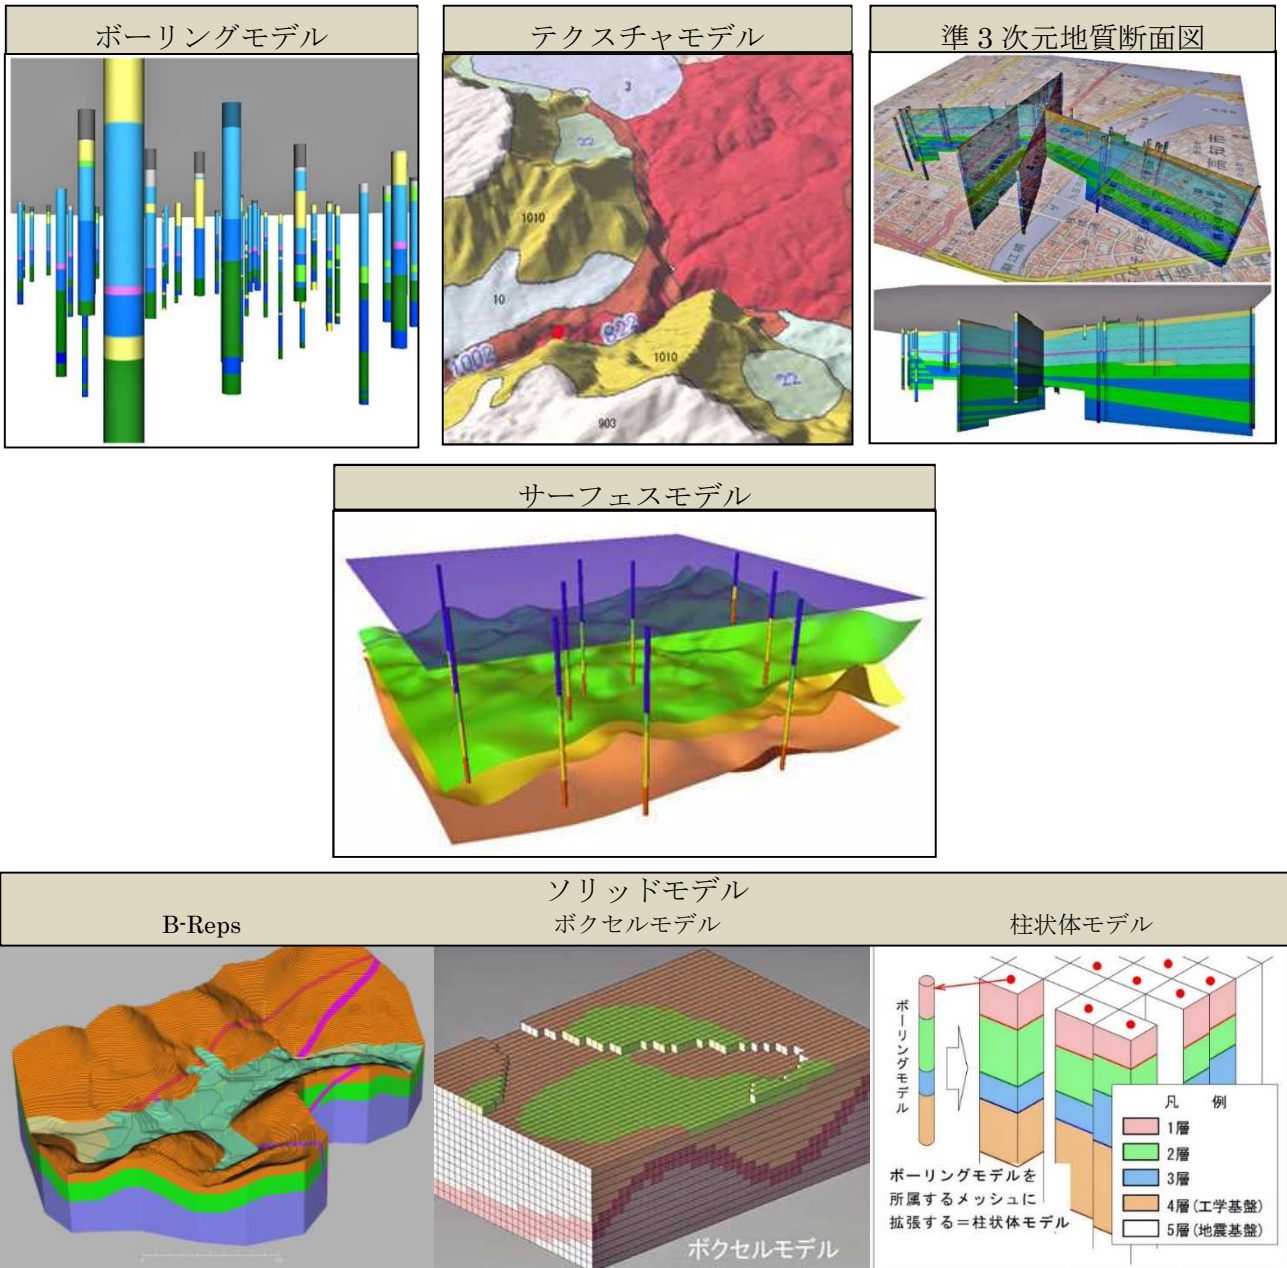 ボーリングモデル
テクスチャモデル
準3次元地質断面図
3
22
1010
10
822
1002
1010
22
903
高知市
サーフェスモデル
ソリッドモデル
B-Reps
ボクセルモデル
柱状体モデル
ボクセルモデル
ボーリングモデル
ボーリングモデルを
所属するメッシュに
拡張する=柱状体モデル
凡 例
1層
2層
3層
4層(工学基盤)
5層(地震基盤)